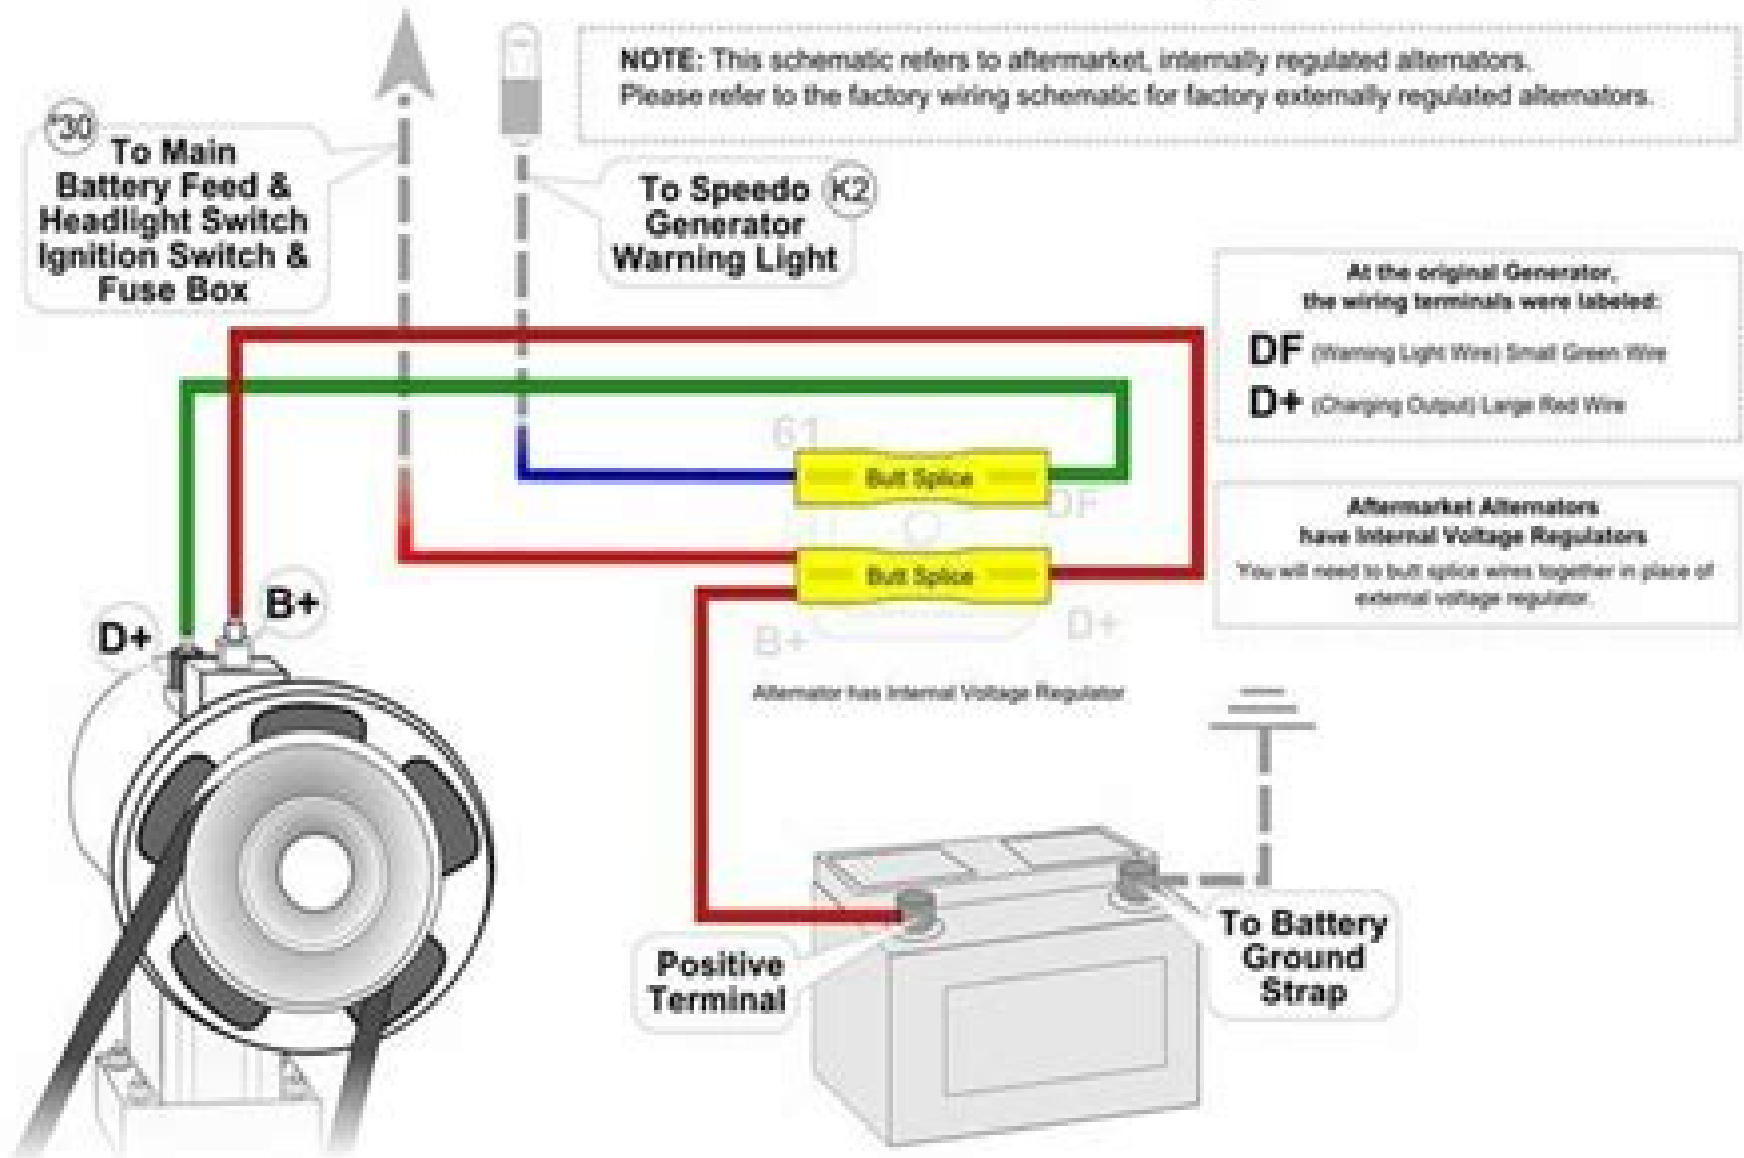 NOTE: This schematic refers to aftermarket, internally regulated alternators.
Please refer to the factory wiring schematic for factory externally regulated alternators.
*30
To Main
Battery Feed &
Headlight Switch
Ignition Switch &
Fuse Box
To Speedo
Generator
Warning Light
K2
At the original Generator,
the wiring terminals were labeled:
DF (Warning Light Wire) Small Green Wire
D+ (Charging Output) Large Red Wire
61
Butt Splice
DF
Butt Splice
B+
D+
Alternator has Internal Voltage Regulator
Aftermarket Alternators
have Internal Voltage Regulators
You will need to butt splice wires together in place of
external voltage regulator.
D+
B+
Positive
Terminal
To Battery
Ground
Strap